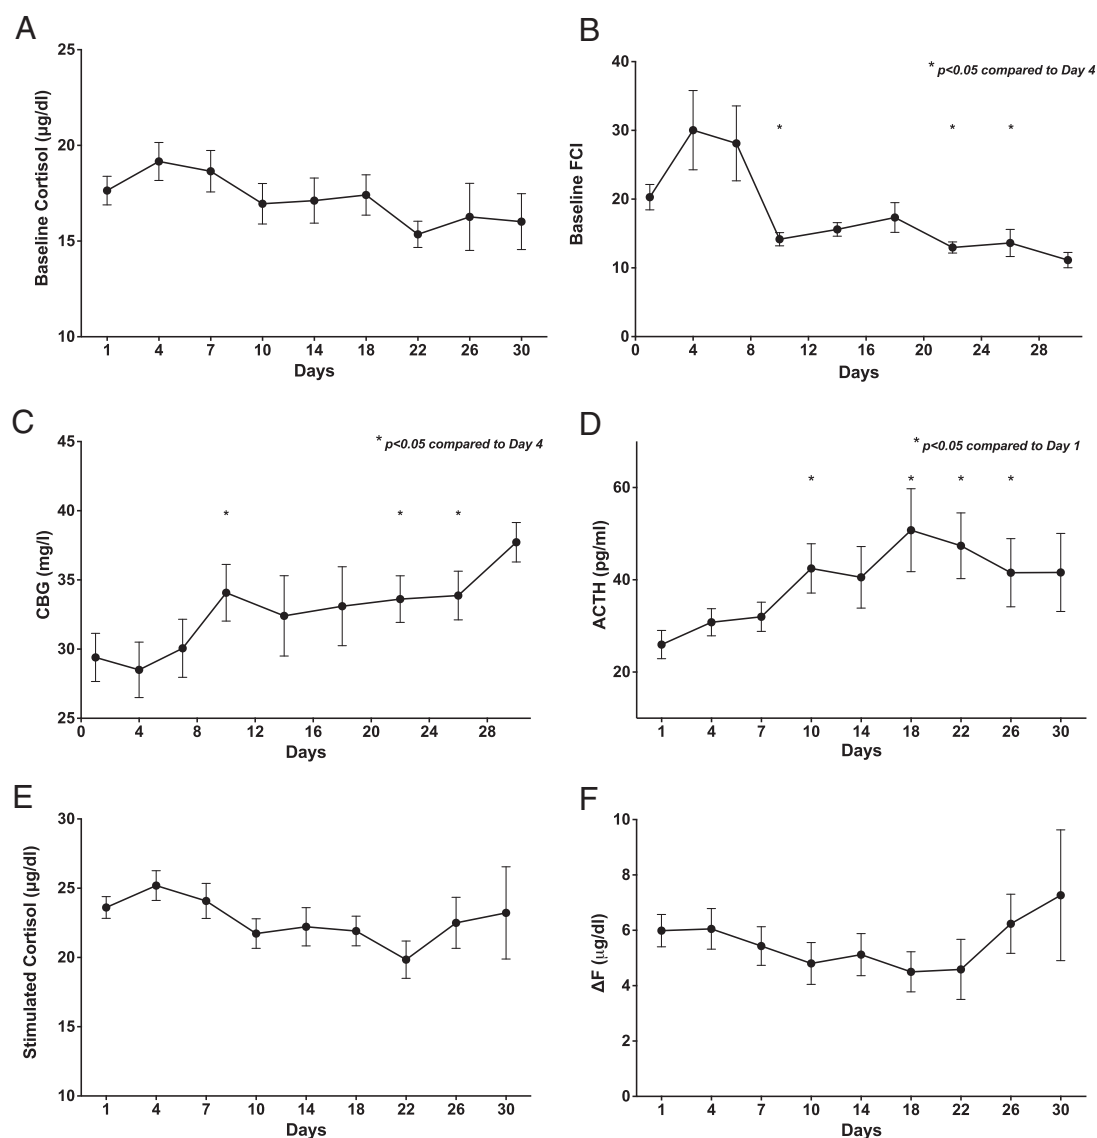 A
25
20
15
10
Baseline Cortisol (µg/dl)
1 4 7 10 14 18 22 26 30
Days
B
* p<0.05 compared to Day 4
40
30
20
10
0
Baseline FCI
* * *
0 4 8 12 16 20 24 28
Days
C
* p<0.05 compared to Day 4
45
40
35
30
25
CBG (mg/l)
* * *
0 4 8 12 16 20 24 28
Days
D
* p<0.05 compared to Day 1
60
40
20
ACTH (pg/ml)
* * * *
1 4 7 10 14 18 22 26 30
Days
E
30
25
20
15
10
Stimulated Cortisol (µg/dl)
1 4 7 10 14 18 22 26 30
Days
F
10
8
6
4
2
0
ΔF (µg/dl)
1 4 7 10 14 18 22 26 30
Days